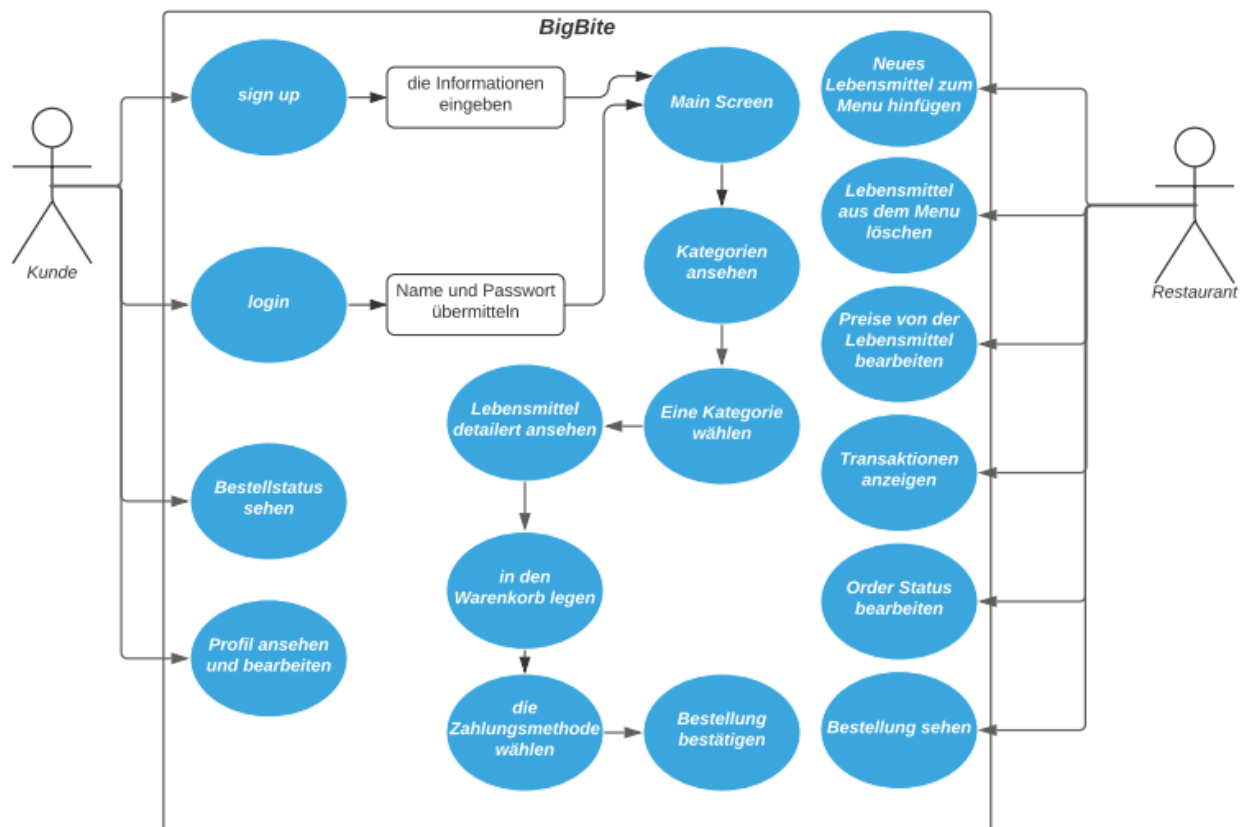 BigBite
sign up
die Informationen
eingeben
Main Screen
Neues
Lebensmittel zum
Menu hinfügen
Kunde
Lebensmittel
aus dem Menu
löschen
Restaurant
Kategorien
ansehen
login
Name und Passwort
übermitteln
Preise von der
Lebensmittel
bearbeiten
Lebensmittel
detailert ansehen
Eine Kategorie
wählen
Transaktionen
anzeigen
Bestellstatus
sehen
in den
Warenkorb legen
Order Status
bearbeiten
Profil ansehen
und bearbeiten
die
Zahlungsmethode
wählen
Bestellung
bestätigen
Bestellung sehen